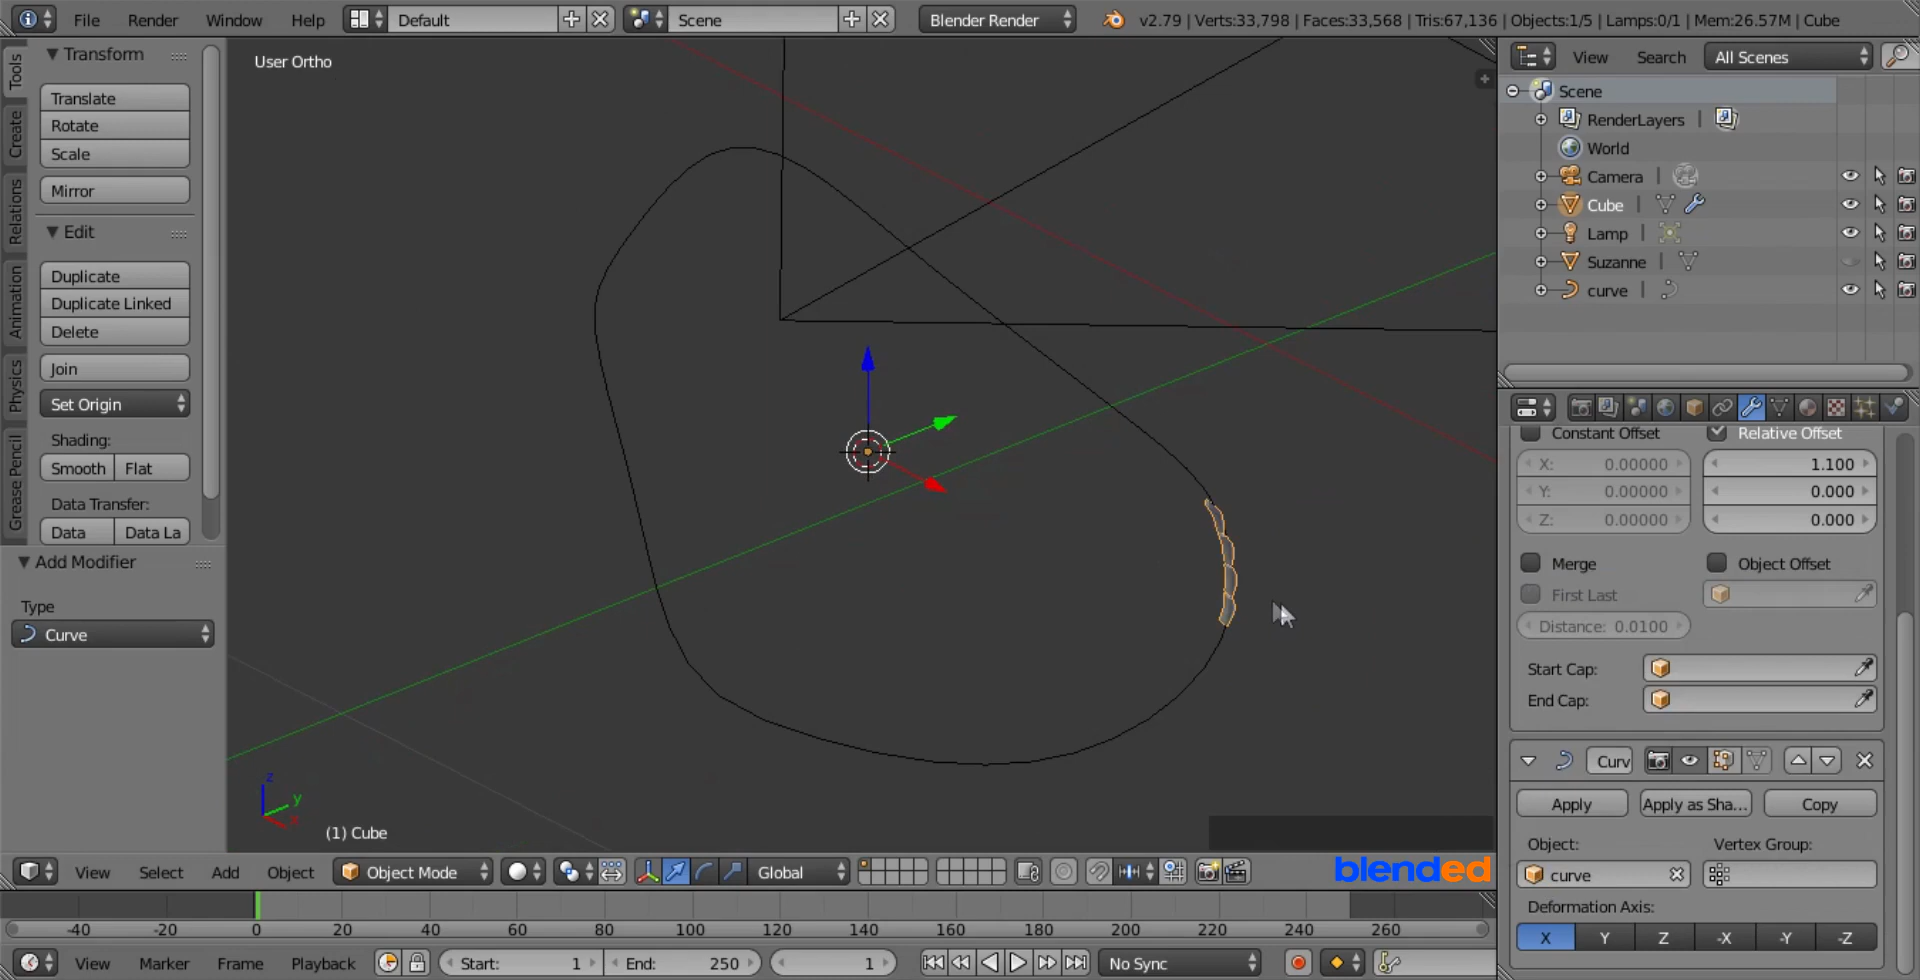 File Render Window Help Default Scene Blender Render v2.79 | Verts:33,798 | Faces:33,568 | Tris:67,136 | Objects:1/5 | Lamps:0/1 | Mem:26.57M | Cube
Tools
Create
Relations
Animation
Physics
Grease Pencil
Transform
Translate
Rotate
Scale
Mirror
Edit
Duplicate
Duplicate Linked
Delete
Join
Set Origin
Shading:
Smooth Flat
Data Transfer:
Data Data La
Add Modifier
Type
Curve
User Ortho
z
y
x
(1) Cube
View Search All Scenes
Scene
RenderLayers
World
Camera
Cube
Lamp
Suzanne
curve
Constant Offset Relative Offset
X: 0.00000 1.100
Y: 0.00000 0.000
Z: 0.00000 0.000
Merge Object Offset
First Last
Distance: 0.0100
Start Cap:
End Cap:
Curv
Apply Apply as Sha... Copy
Object: Vertex Group:
curve
Deformation Axis:
X Y Z -X -Y -Z
View Select Add Object Object Mode Global
blended
-40 -20 0 20 40 60 80 100 120 140 160 180 200 220 240 260
View Marker Frame Playback Start: 1 End: 250 1 No Sync